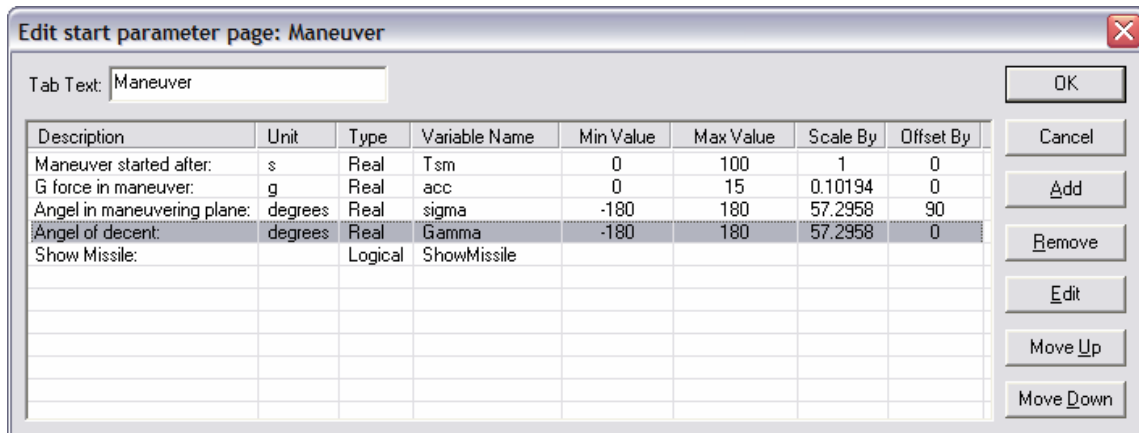 Edit start parameter page: Maneuver
Tab Text: Maneuver
OK
Description Unit Type Variable Name Min Value Max Value Scale By Offset By
Cancel
Maneuver started after: s Real Tsm 0 100 1 0
G force in maneuver: g Real acc 0 15 0.10194 0
Add
Angel in maneuvering plane: degrees Real sigma -180 180 57.2958 90
Angel of decent: degrees Real Gamma -180 180 57.2958 0
Remove
Show Missile: Logical ShowMissile
Edit
Move Up
Move Down